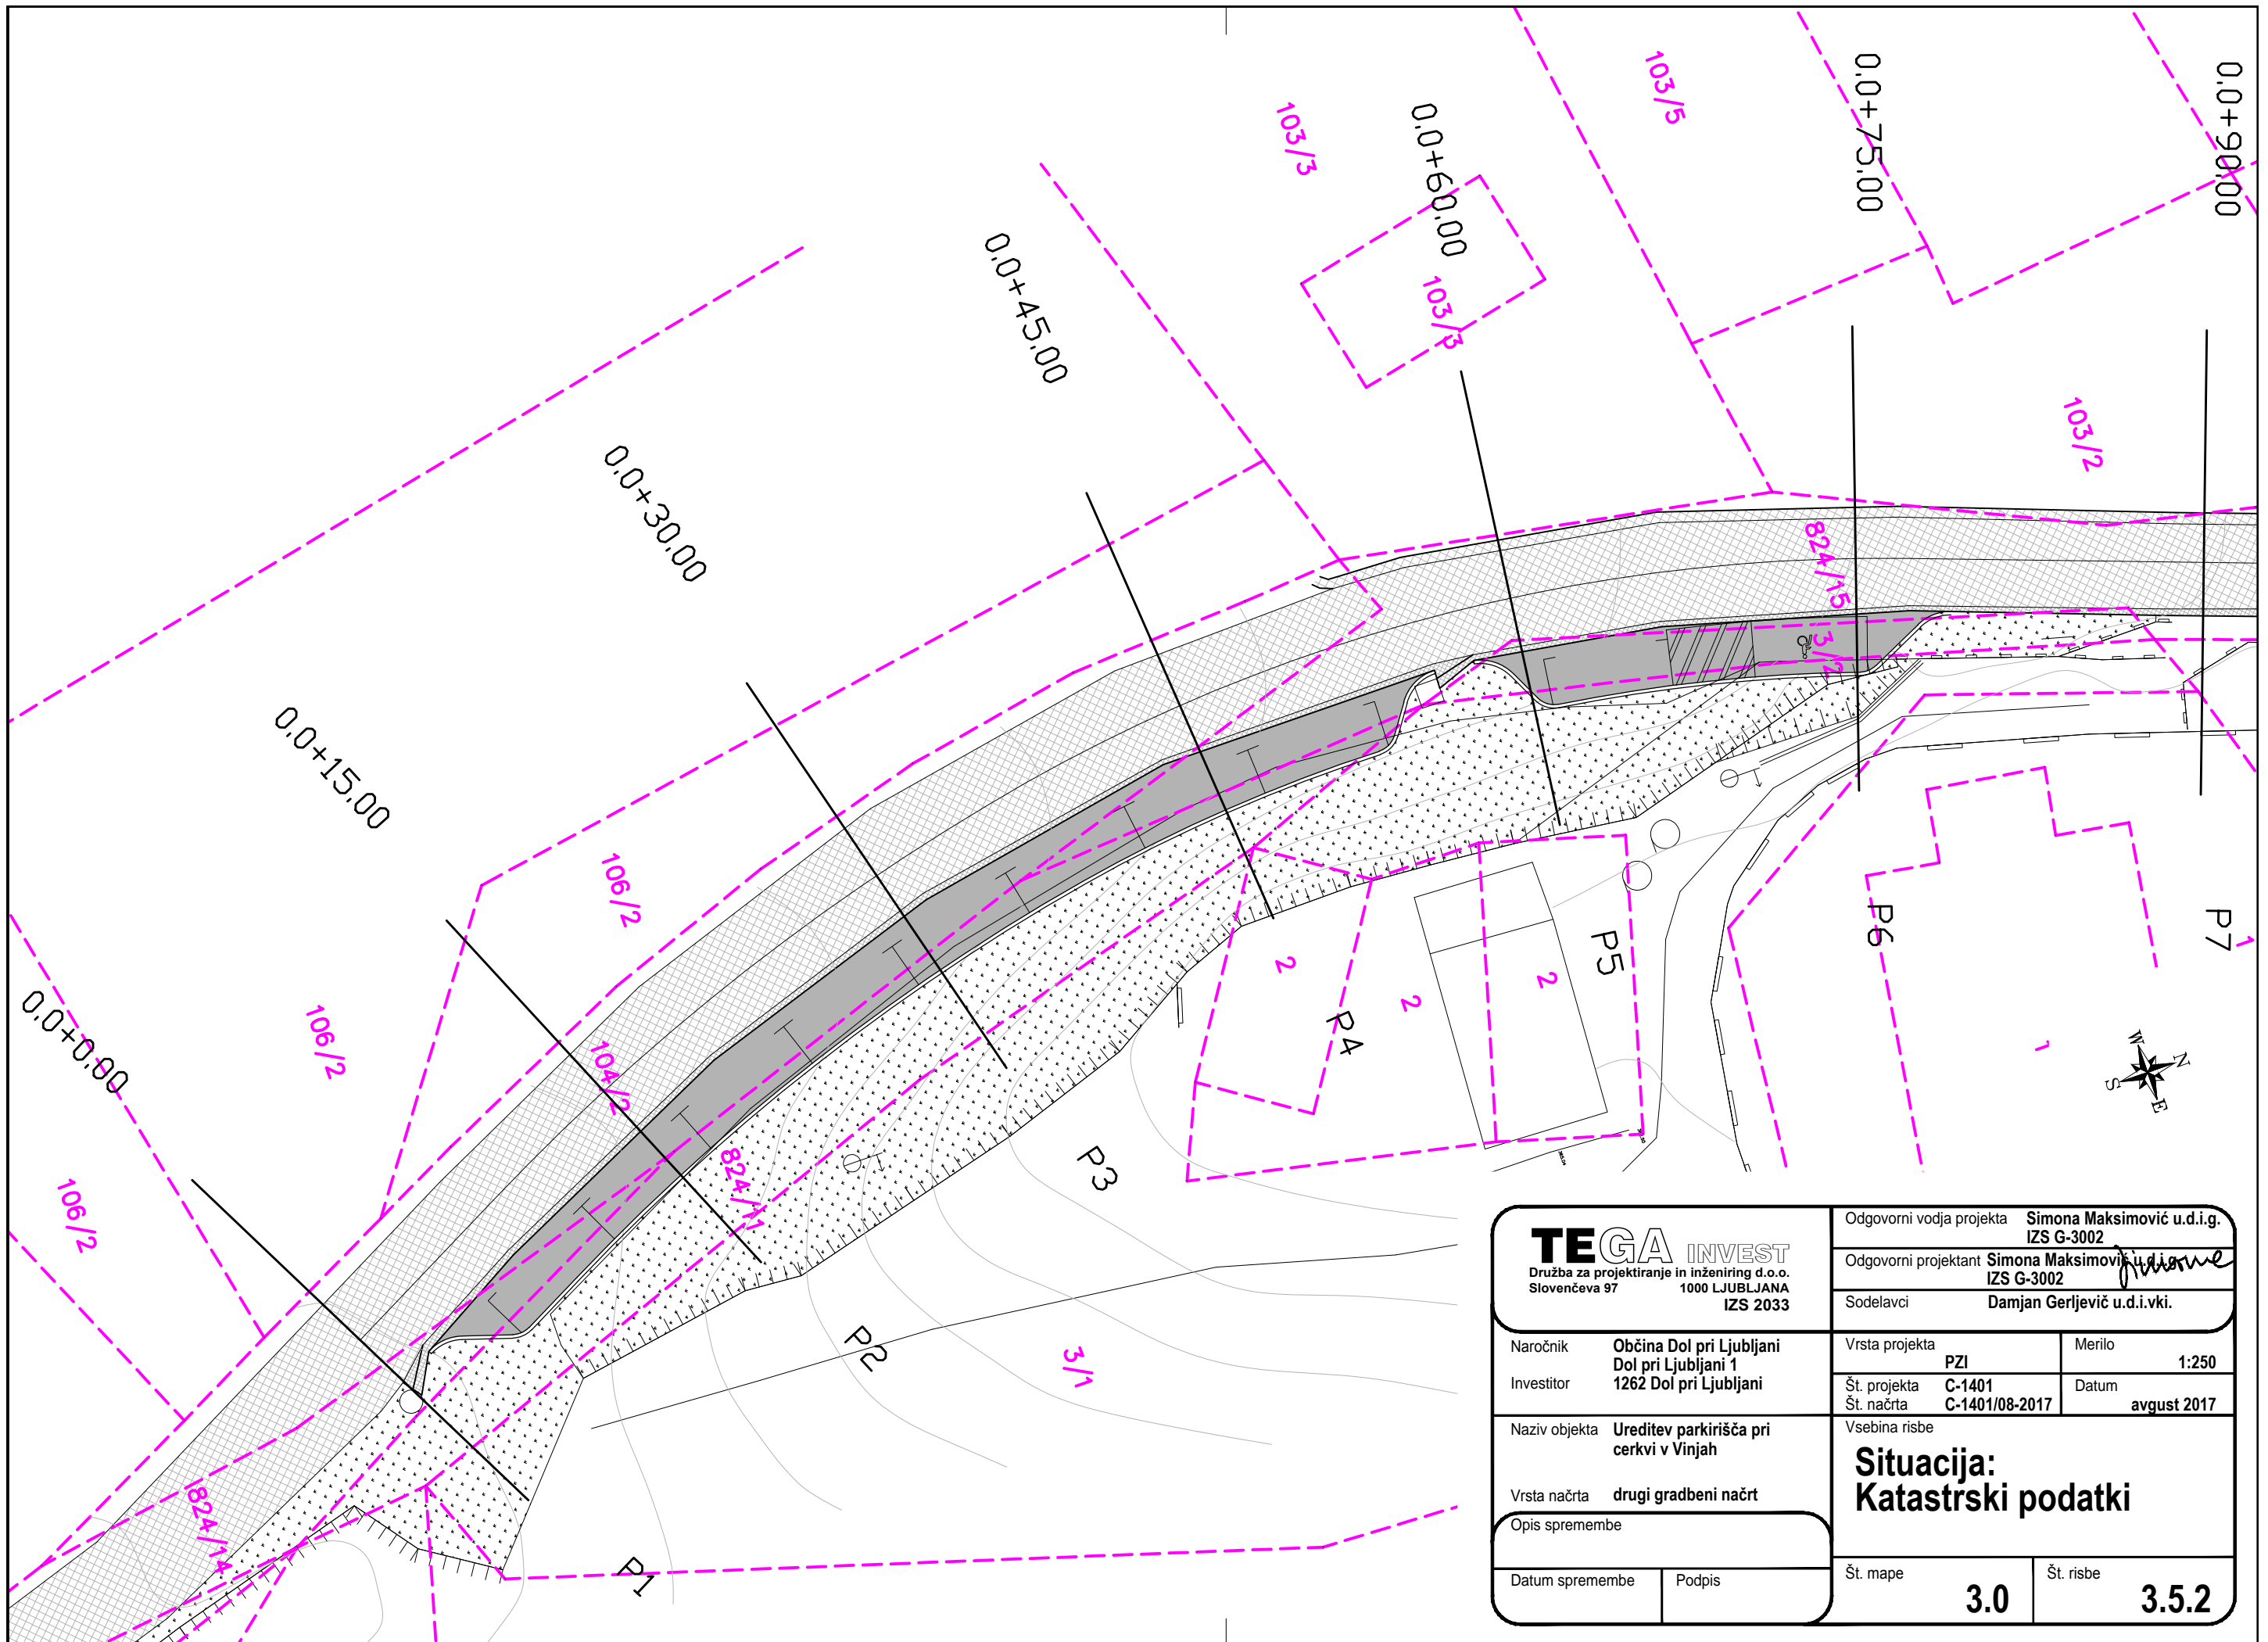 0.0+0.00
0.0+15.00
0.0+30.00
0.0+45.00
0.0+60.00
0.0+75.00
0.0+90.00
103/3
103/5
103/3
103/2
824/15
3/2
106/2
106/2
106/2
104/2
824/11
824/14
3/1
2
2
2
1
1
P1
P2
P3
P4
P5
P6
P7
W
N
S
E
TEGA INVEST
Družba za projektiranje in inženiring d.o.o.
Slovenčeva 97 1000 LJUBLJANA
IZS 2033
Odgovorni vodja projekta Simona Maksimović u.d.i.g.
IZS G-3002
Odgovorni projektant Simona Maksimović u.d.i.g.
IZS G-3002
Sodelavci Damjan Gerljevič u.d.i.vki.
Naročnik Občina Dol pri Ljubljani
Dol pri Ljubljani 1
Investitor 1262 Dol pri Ljubljani
Vrsta projekta
PZI
Merilo
1:250
Št. projekta C-1401
Št. načrta C-1401/08-2017
Datum
avgust 2017
Naziv objekta Ureditev parkirišča pri
cerkvi v Vinjah
Vrsta načrta drugi gradbeni načrt
Vsebina risbe
Situacija:
Katastrski podatki
Opis spremembe
Datum spremembe
Podpis
Št. mape
3.0
Št. risbe
3.5.2